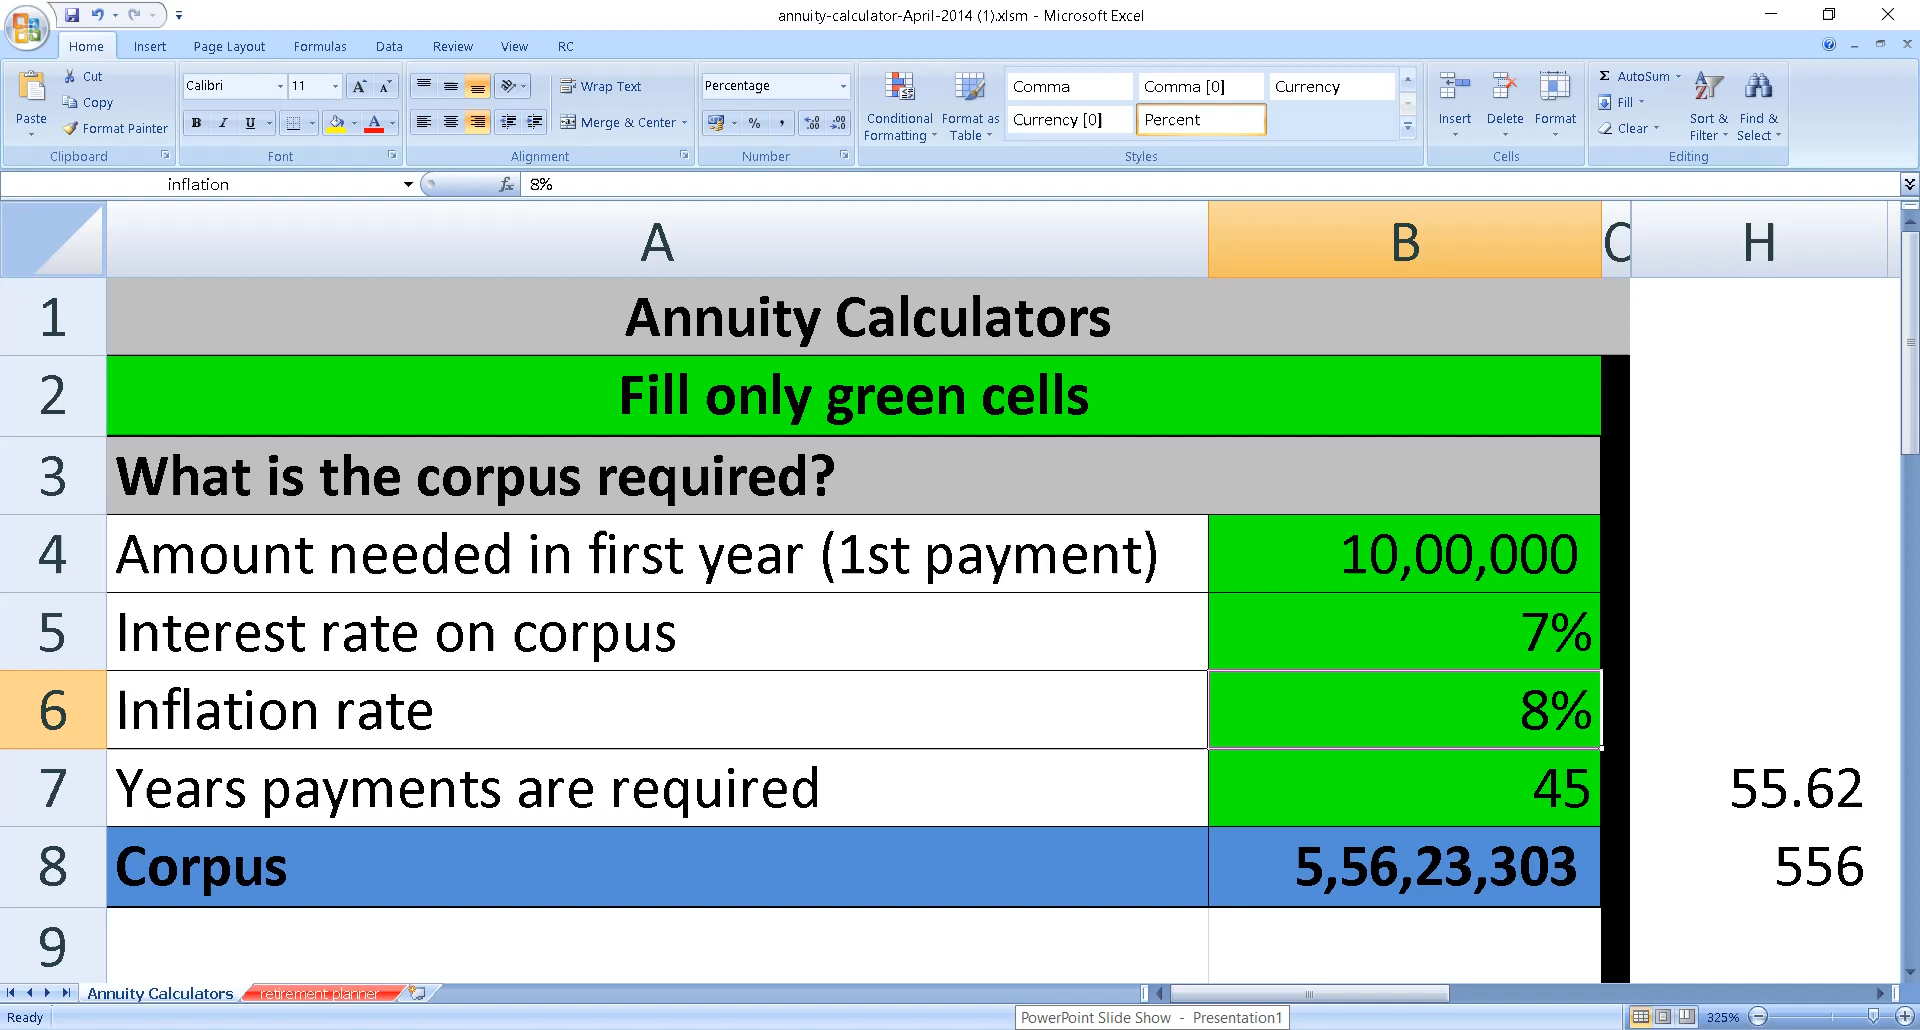 annuity-calculator-April-2014 (1).xlsm - Microsoft Excel
Home Insert Page Layout Formulas Data Review View RC
Paste
Cut
Copy
Format Painter
Clipboard
Calibri 11
B I U A
Font
Wrap Text
Merge & Center
Alignment
Percentage
% ,
Number
Conditional Formatting
Format as Table
Comma Comma [0] Currency
Currency [0] Percent
Styles
Insert Delete Format
Cells
Σ AutoSum
Fill
Clear
Sort & Filter
Find & Select
Editing
inflation fx 8%
A B C H
1 Annuity Calculators
2 Fill only green cells
3 What is the corpus required?
4 Amount needed in first year (1st payment) 10,00,000
5 Interest rate on corpus 7%
6 Inflation rate 8%
7 Years payments are required 45 55.62
8 Corpus 5,56,23,303 556
9
Annuity Calculators retirement planner
Ready PowerPoint Slide Show - Presentation1 325%